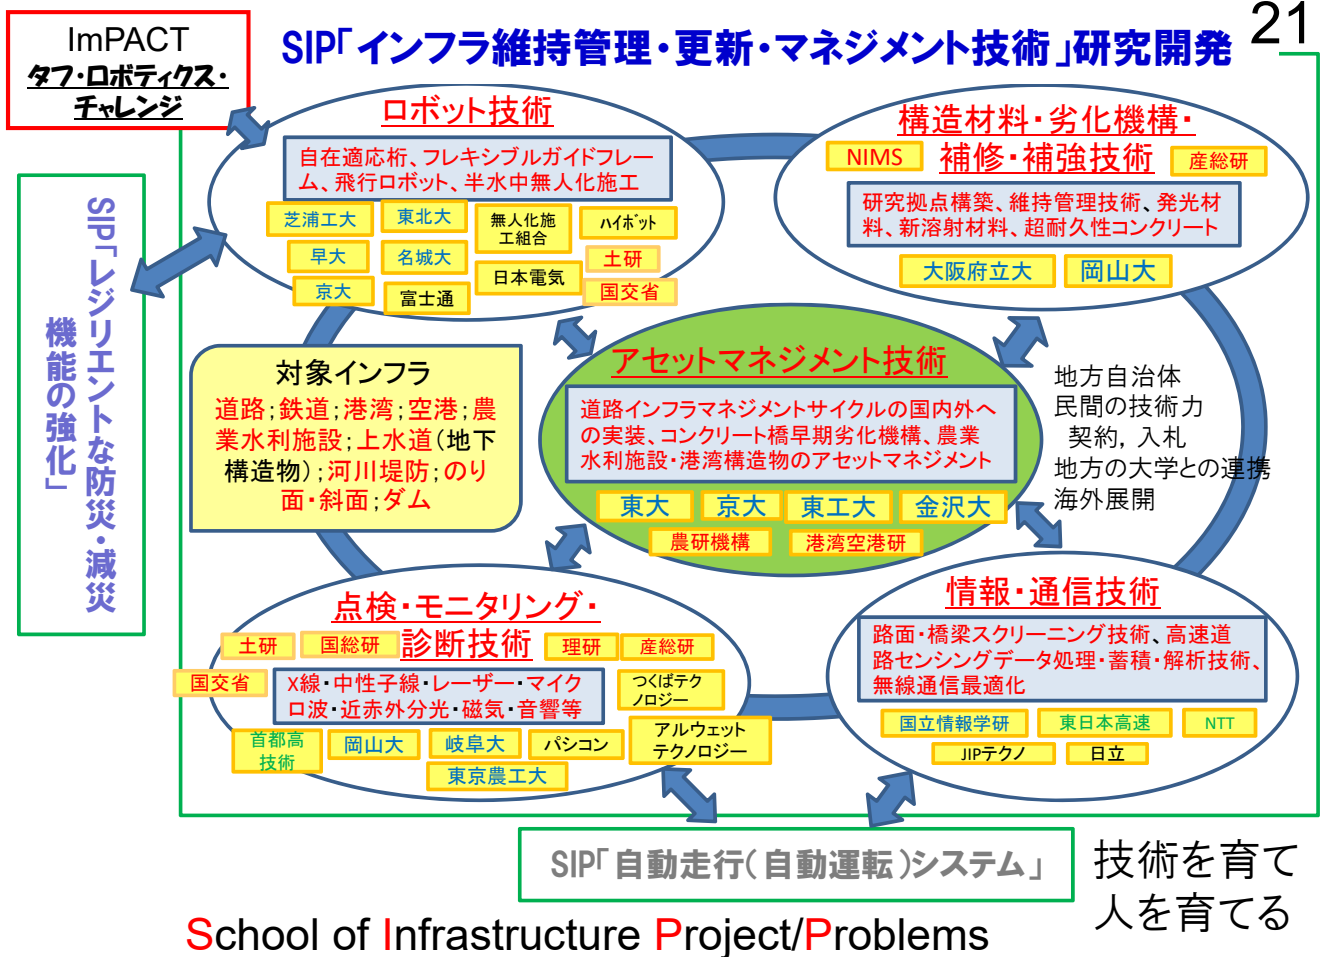 21
ImPACT
タフ・ロボティクス・
チャレンジ
SIP「インフラ維持管理・更新・マネジメント技術」研究開発
SIP「レジリエントな防災・減災
機能の強化」
ロボット技術
自在適応桁、フレキシブルガイドフレー
ム、飛行ロボット、半水中無人化施工
芝浦工大
東北大
無人化施
工組合
ハイボット
早大
名城大
土研
日本電気
京大
富士通
国交省
構造材料・劣化機構・
NIMS
補修・補強技術
産総研
研究拠点構築、維持管理技術、発光材
料、新溶射材料、超耐久性コンクリート
大阪府立大
岡山大
対象インフラ
道路;鉄道;港湾;空港;農
業水利施設;上水道(地下
構造物);河川堤防;のり
面・斜面;ダム
アセットマネジメント技術
道路インフラマネジメントサイクルの国内外へ
の実装、コンクリート橋早期劣化機構、農業
水利施設・港湾構造物のアセットマネジメント
東大
京大
東工大
金沢大
農研機構
港湾空港研
地方自治体
民間の技術力
契約, 入札
地方の大学との連携
海外展開
点検・モニタリング・
土研
国総研
診断技術
理研
産総研
国交省
X線・中性子線・レーザー・マイク
ロ波・近赤外分光・磁気・音響等
つくばテク
ノロジー
首都高
技術
岡山大
岐阜大
パシコン
アルウェット
テクノロジー
東京農工大
情報・通信技術
路面・橋梁スクリーニング技術、高速道
路センシングデータ処理・蓄積・解析技術、
無線通信最適化
国立情報学研
東日本高速
NTT
JIPテクノ
日立
SIP「自動走行(自動運転)システム」
技術を育て
人を育てる
School of Infrastructure Project/Problems